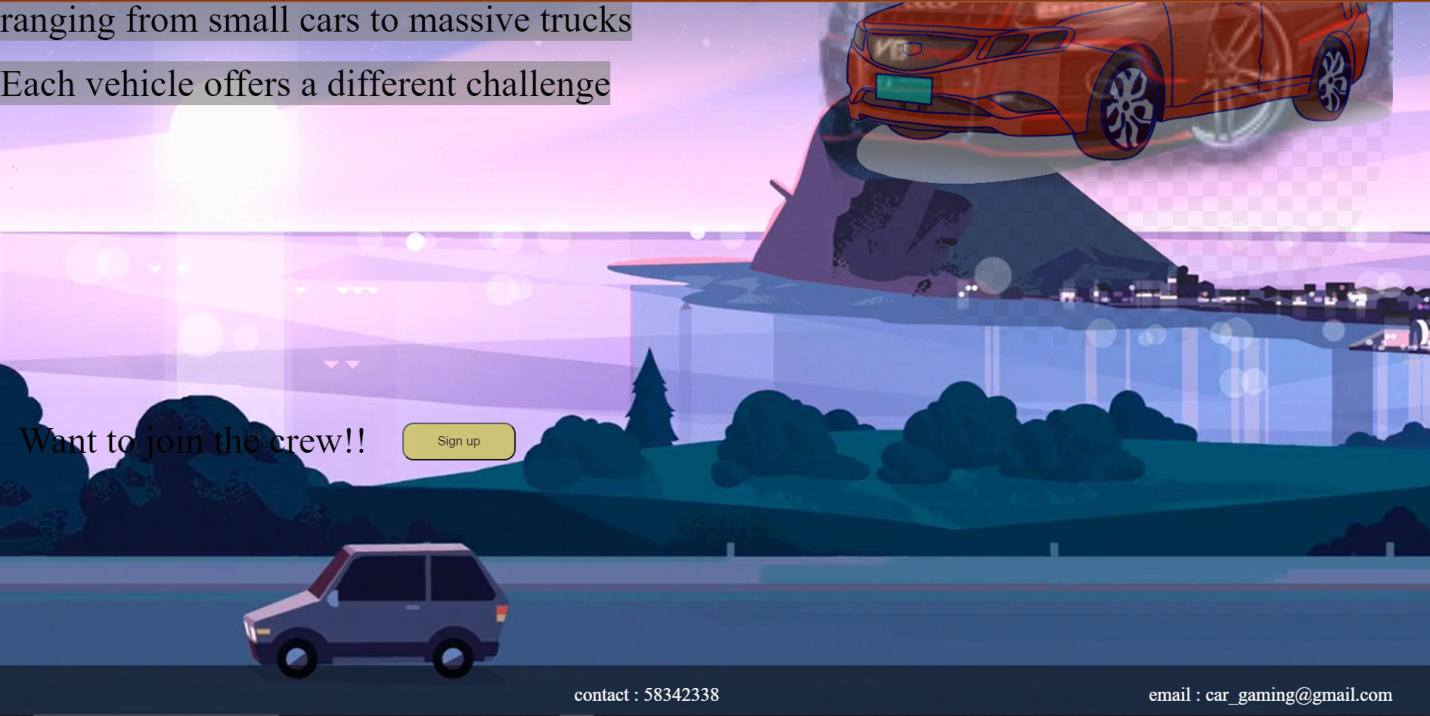 ranging from small cars to massive trucks
Each vehicle offers a different challenge
Want to join the crew!!
Sign up
contact : 58342338
email : car_gaming@gmail.com